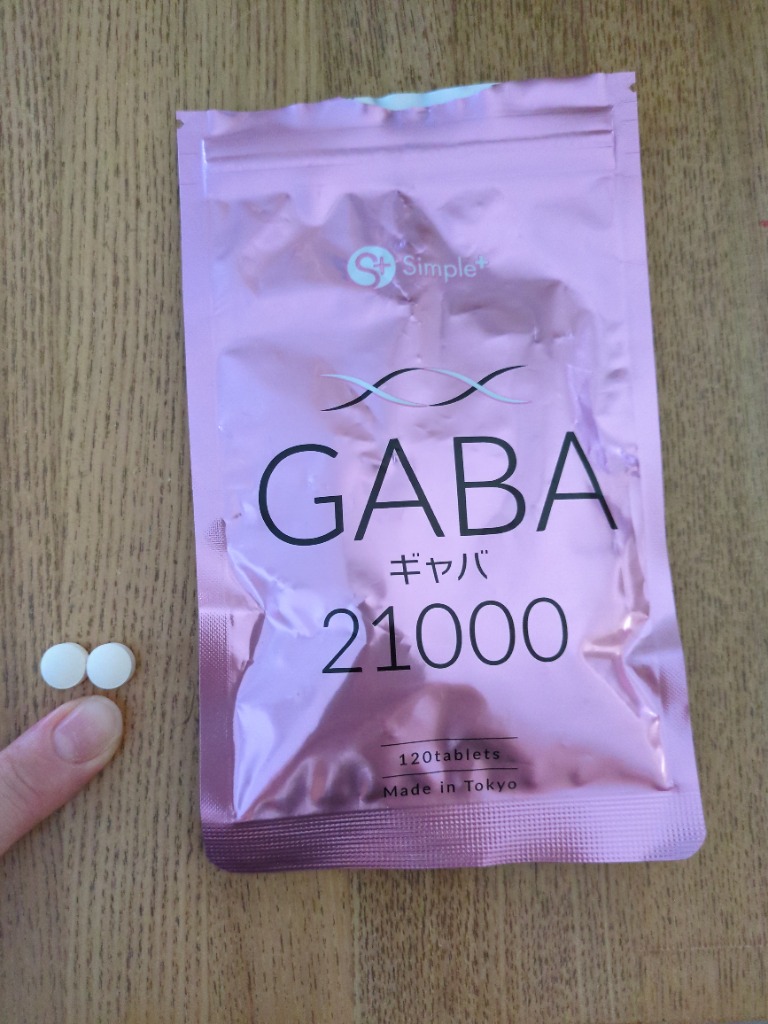 S+ Simple+
GABA
ギャバ
21000
120tablets
Made in Tokyo